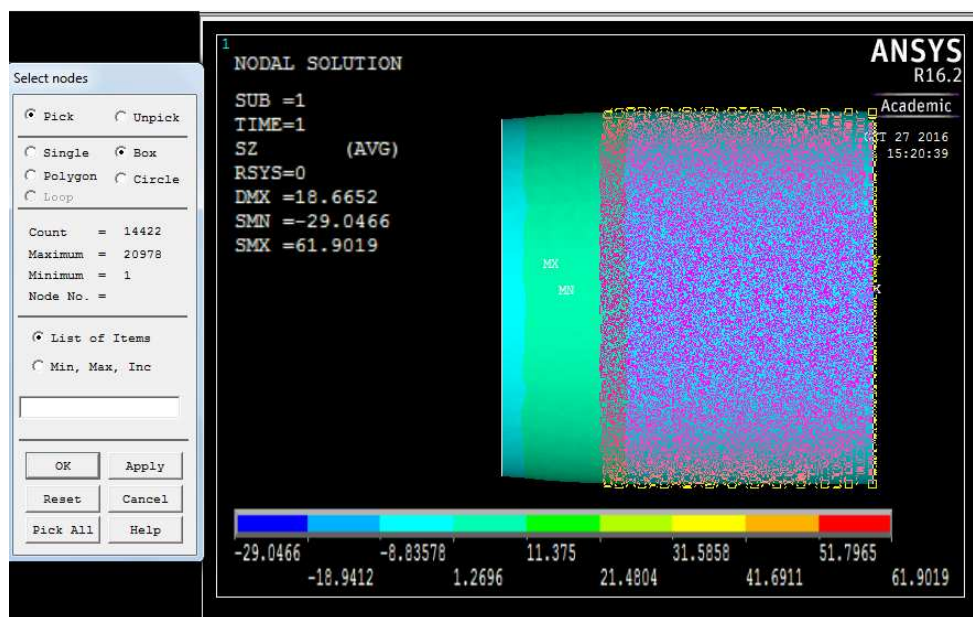 Select nodes
Pick Unpick
Single Box
Polygon Circle
Loop
Count = 14422
Maximum = 20978
Minimum = 1
Node No. =
List of Items
Min, Max, Inc
OK Apply
Reset Cancel
Pick All Help
1
NODAL SOLUTION
SUB =1
TIME=1
SZ (AVG)
RSYS=0
DMX =18.6652
SMN =-29.0466
SMX =61.9019
ANSYS
R16.2
Academic
27 2016
15:20:39
MX
MN
-29.0466 -8.83578 11.375 31.5858 51.7965
-18.9412 1.2696 21.4804 41.6911 61.9019